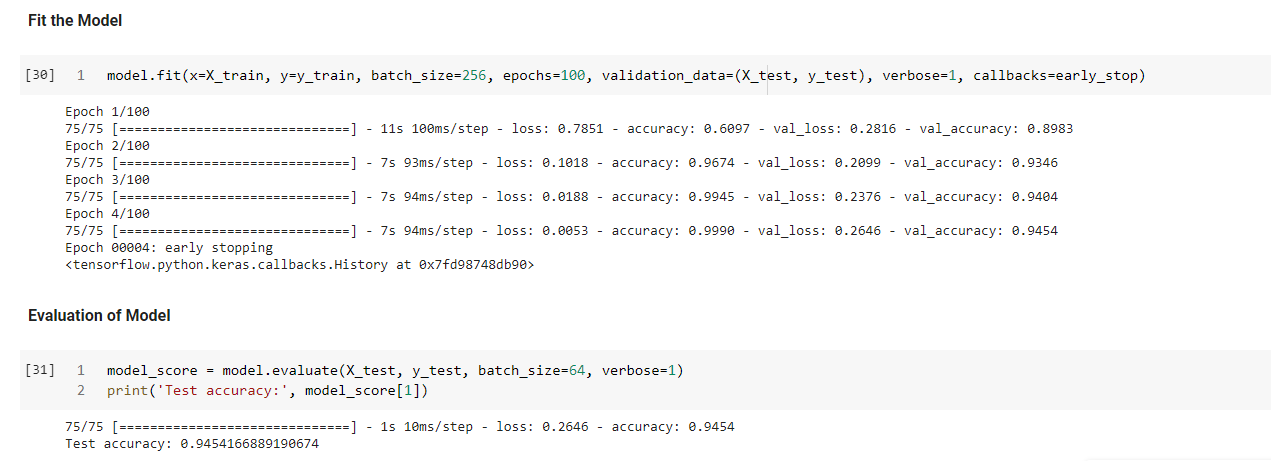 Fit the Model
[30] 1 model.fit(x=X_train, y=y_train, batch_size=256, epochs=100, validation_data=(X_test, y_test), verbose=1, callbacks=early_stop)
Epoch 1/100
75/75 [==============================] - 11s 100ms/step - loss: 0.7851 - accuracy: 0.6097 - val_loss: 0.2816 - val_accuracy: 0.8983
Epoch 2/100
75/75 [==============================] - 7s 93ms/step - loss: 0.1018 - accuracy: 0.9674 - val_loss: 0.2099 - val_accuracy: 0.9346
Epoch 3/100
75/75 [==============================] - 7s 94ms/step - loss: 0.0188 - accuracy: 0.9945 - val_loss: 0.2376 - val_accuracy: 0.9404
Epoch 4/100
75/75 [==============================] - 7s 94ms/step - loss: 0.0053 - accuracy: 0.9990 - val_loss: 0.2646 - val_accuracy: 0.9454
Epoch 00004: early stopping
<tensorflow.python.keras.callbacks.History at 0x7fd98748db90>
Evaluation of Model
[31] 1 model_score = model.evaluate(X_test, y_test, batch_size=64, verbose=1)
2 print('Test accuracy:', model_score[1])
75/75 [==============================] - 1s 10ms/step - loss: 0.2646 - accuracy: 0.9454
Test accuracy: 0.9454166889190674